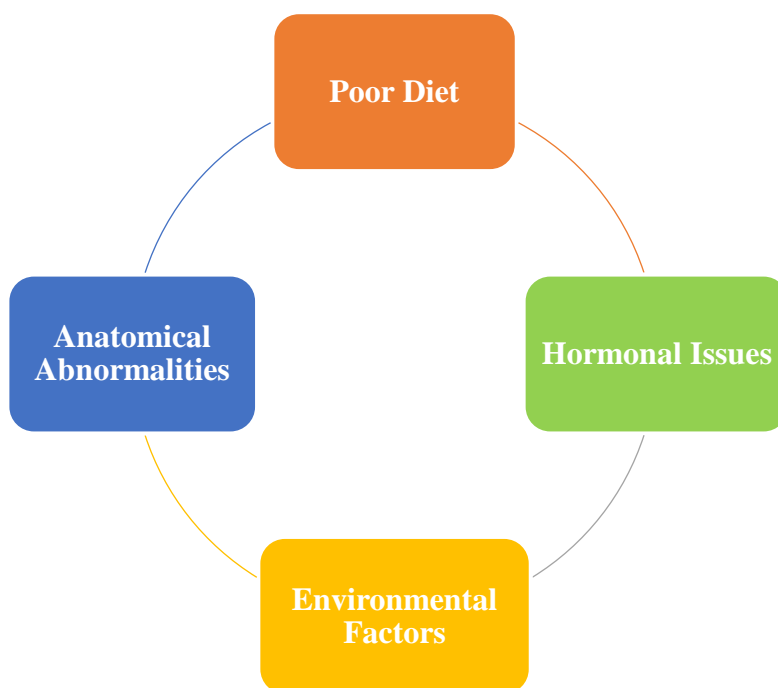 Poor Diet
Anatomical
Abnormalities
Hormonal Issues
Environmental
Factors